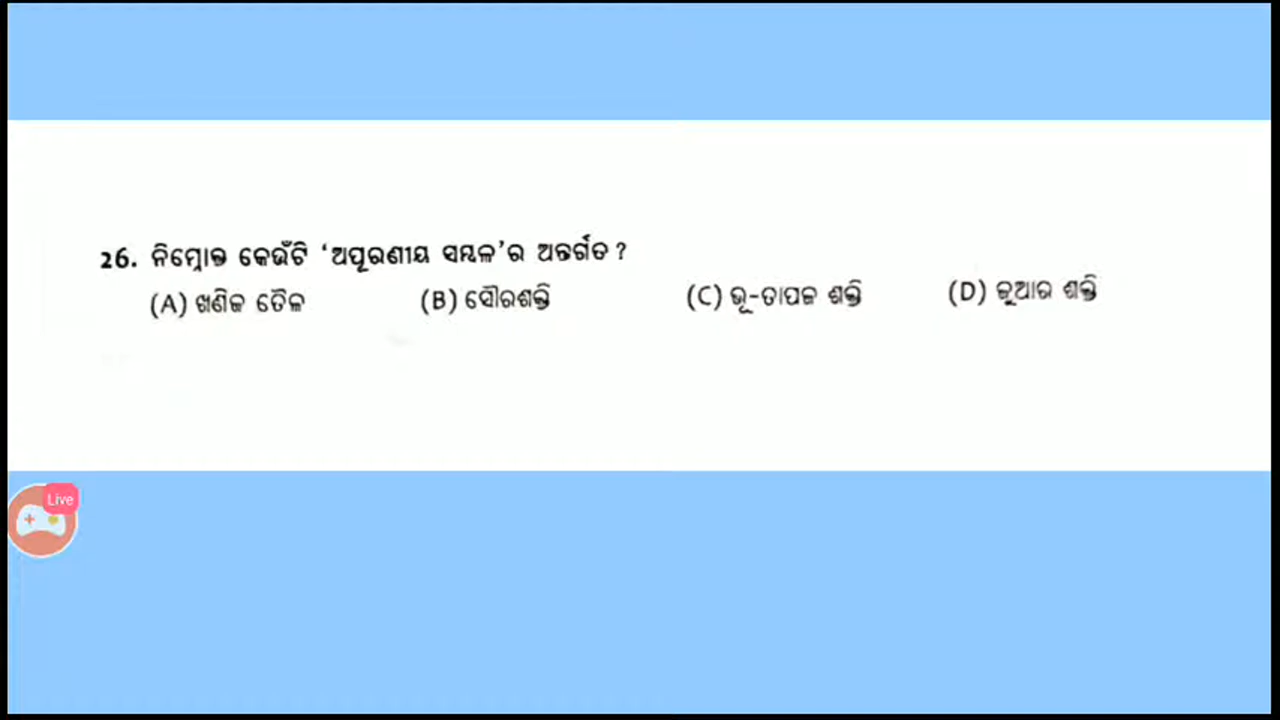 26. ନିମ୍ନୋକ୍ତ କେଉଁଟି ‘ଅପୂରଣୀୟ ସମ୍ବଳ’ର ଅନ୍ତର୍ଗତ ?
(A) ଖଣିଜ ତୈଳ (B) ସୌରଶକ୍ତି (C) ଭୂ-ତାପଜ ଶକ୍ତି (D) ଜୁଆର ଶକ୍ତି
Live